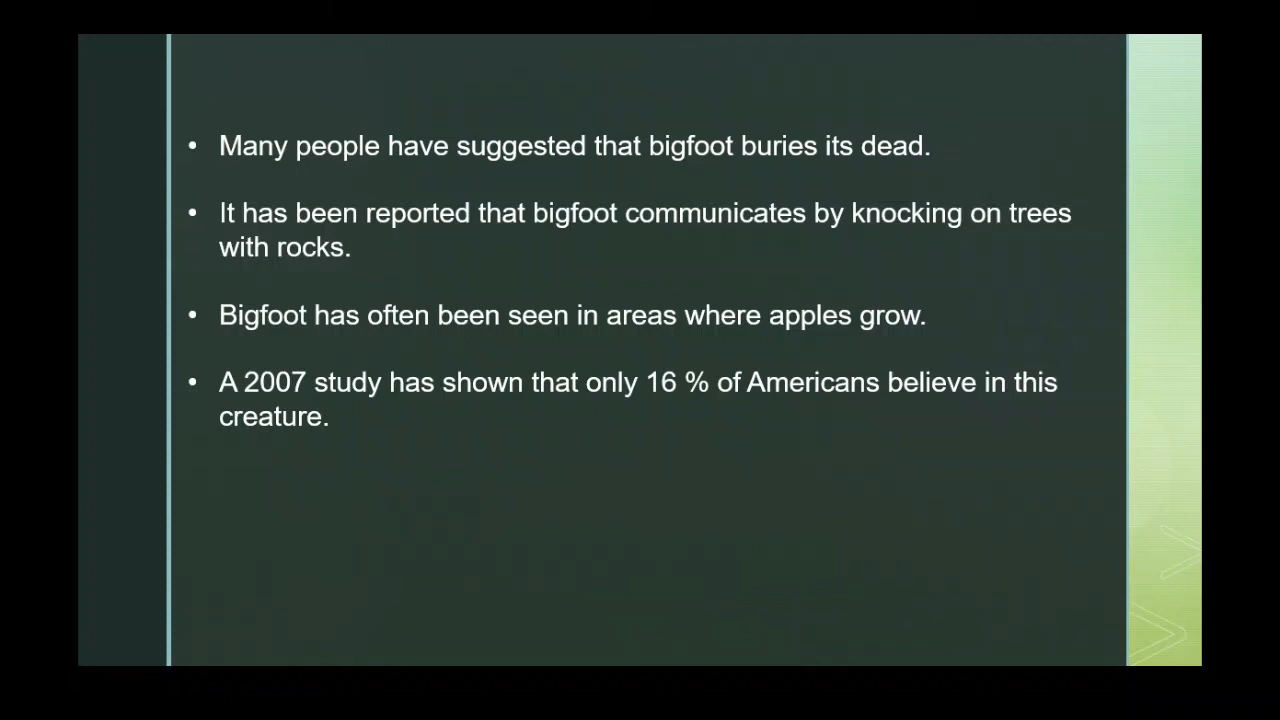 • Many people have suggested that bigfoot buries its dead.
• It has been reported that bigfoot communicates by knocking on trees
with rocks.
• Bigfoot has often been seen in areas where apples grow.
• A 2007 study has shown that only 16 % of Americans believe in this
creature.